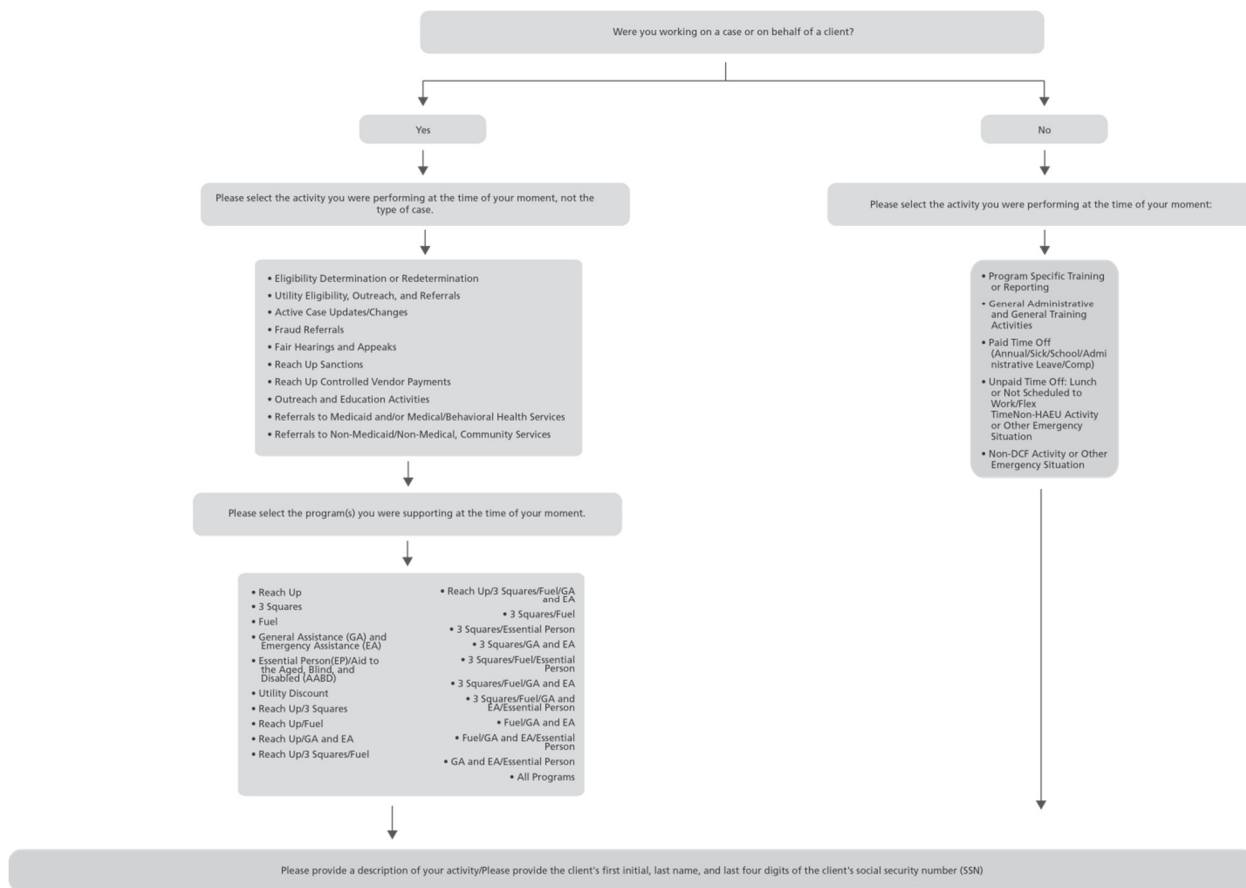 Were you working on a case or on behalf of a client?
Yes
No
Please select the activity you were performing at the time of your moment, not the
type of case.
Please select the activity you were performing at the time of your moment:
• Eligibility Determination or Redetermination
• Utility Eligibility, Outreach, and Referrals
• Active Case Updates/Changes
• Fraud Referrals
• Fair Hearings and Appeaks
• Reach Up Sanctions
• Reach Up Controlled Vendor Payments
• Outreach and Education Activities
• Referrals to Medicaid and/or Medical/Behavioral Health Services
• Referrals to Non-Medicaid/Non-Medical, Community Services
• Program Specific Training
or Reporting
• General Administrative
and General Training
Activities
• Paid Time Off
(Annual/Sick/School/Admi
nistrative Leave/Comp)
• Unpaid Time Off: Lunch
or Not Scheduled to
Work/Flex
TimeNon-HAEU Activity
or Other Emergency
Situation
• Non-DCF Activity or Other
Emergency Situation
Please select the program(s) you were supporting at the time of your moment.
• Reach Up
• 3 Squares
• Fuel
• General Assistance (GA) and
Emergency Assistance (EA)
• Essential Person(EP)/Aid to
the Aged, Blind, and
Disabled (AABD)
• Utility Discount
• Reach Up/3 Squares
• Reach Up/Fuel
• Reach Up/GA and EA
• Reach Up/3 Squares/Fuel
• Reach Up/3 Squares/Fuel/GA
and EA
• 3 Squares/Fuel
• 3 Squares/Essential Person
• 3 Squares/GA and EA
• 3 Squares/Fuel/Essential
Person
• 3 Squares/Fuel/GA and EA
• 3 Squares/Fuel/GA and
EA/Essential Person
• Fuel/GA and EA
• Fuel/GA and EA/Essential
Person
• GA and EA/Essential Person
• All Programs
Please provide a description of your activity/Please provide the client's first initial, last name, and last four digits of the client's social security number (SSN)